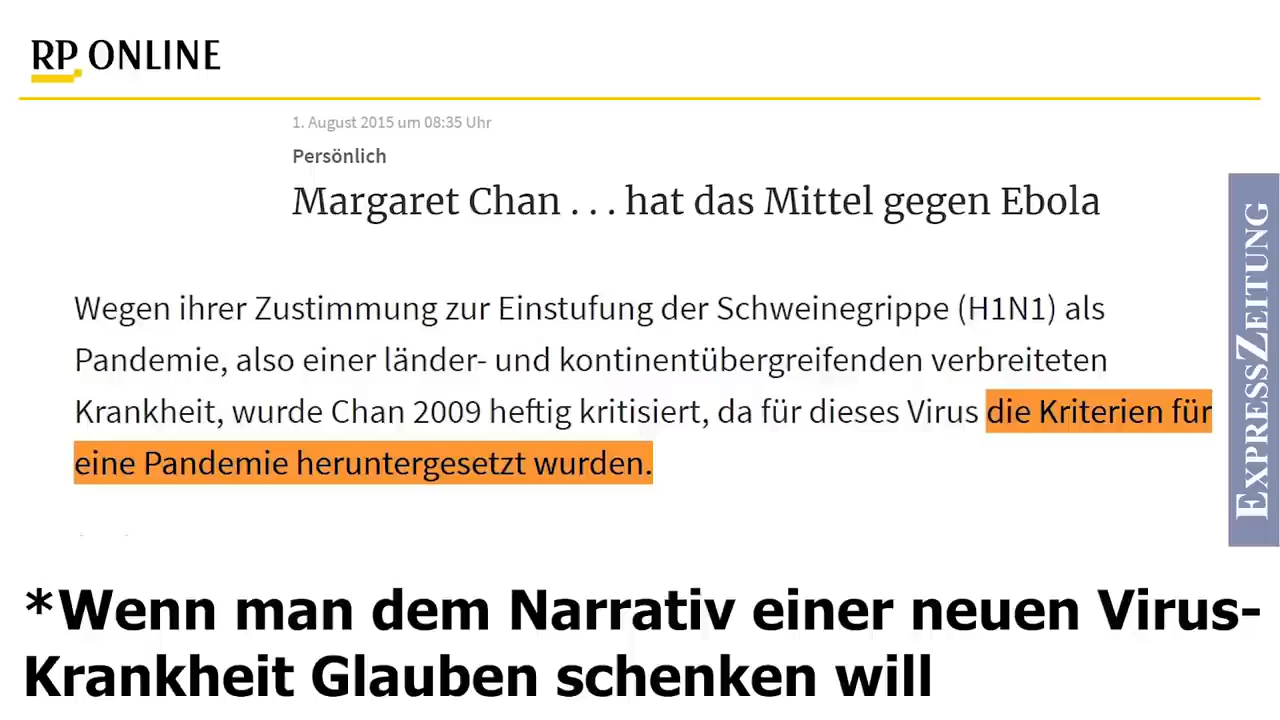 RP ONLINE
1. August 2015 um 08:35 Uhr
Persönlich
Margaret Chan . . . hat das Mittel gegen Ebola
Wegen ihrer Zustimmung zur Einstufung der Schweinegrippe (H1N1) als
Pandemie, also einer länder- und kontinentübergreifenden verbreiteten
Krankheit, wurde Chan 2009 heftig kritisiert, da für dieses Virus die Kriterien für
eine Pandemie heruntergesetzt wurden.
EXPRESSZEITUNG
*Wenn man dem Narrativ einer neuen Virus-
Krankheit Glauben schenken will